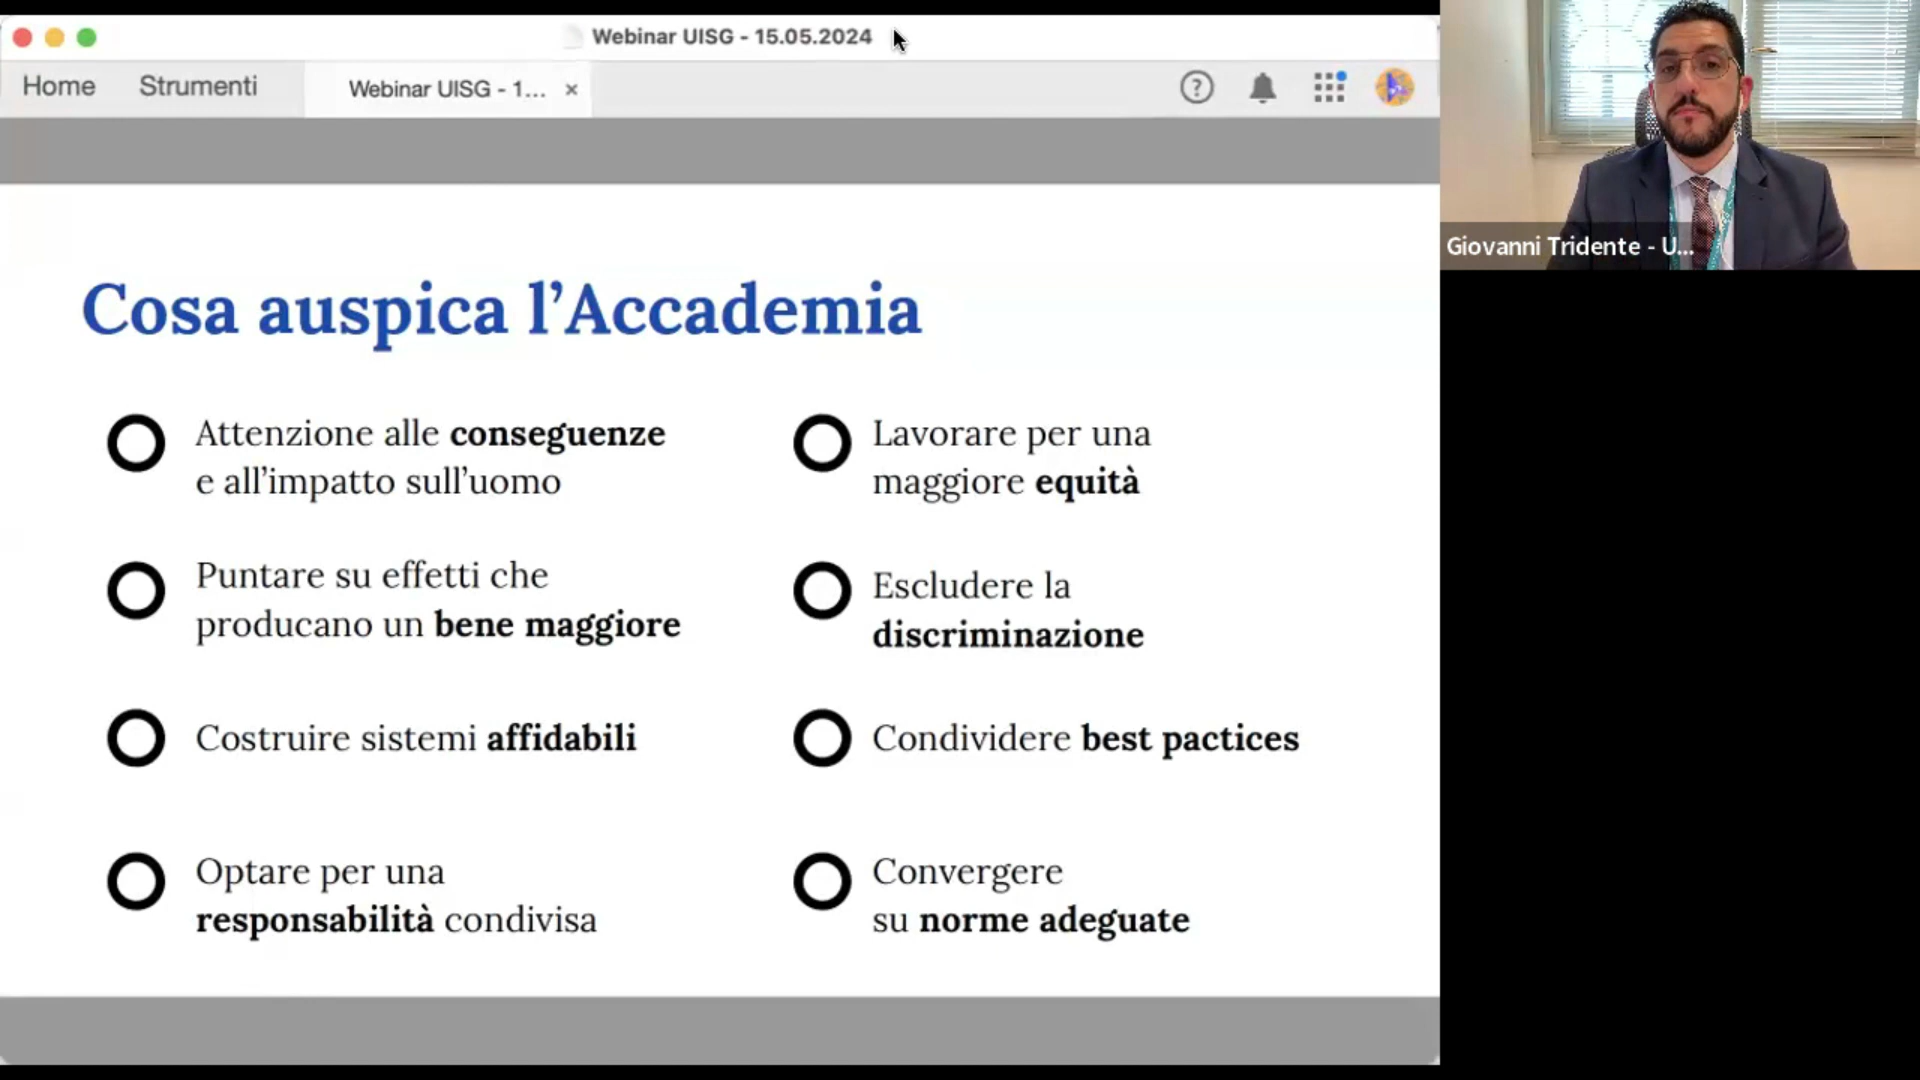 Webinar UISG - 15.05.2024
Home
Strumenti
Webinar UISG - 1...
Giovanni Tridente - U...
Cosa auspica l’Accademia
Attenzione alle conseguenze
e all’impatto sull’uomo
Puntare su effetti che
producano un bene maggiore
Costruire sistemi affidabili
Optare per una
responsabilità condivisa
Lavorare per una
maggiore equità
Escludere la
discriminazione
Condividere best pactices
Convergere
su norme adeguate